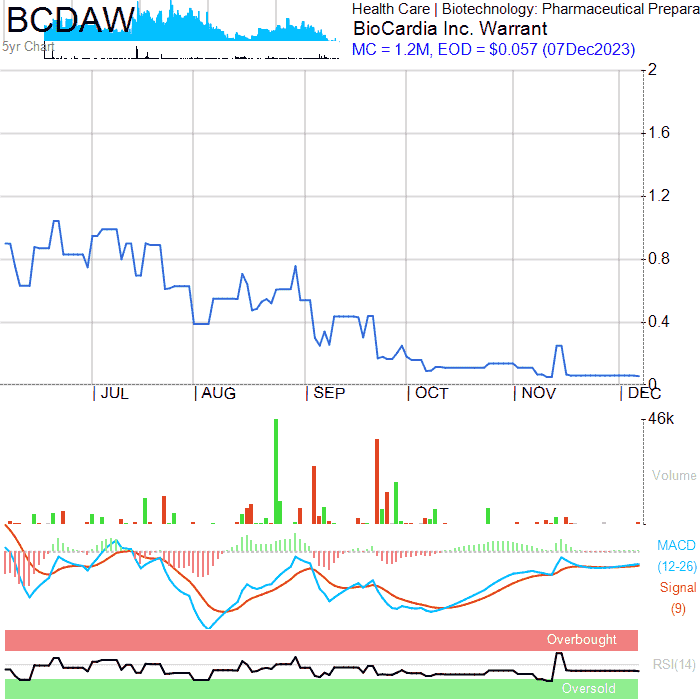 BCDAW
5yr Chart
Health Care | Biotechnology: Pharmaceutical Prepara
BioCardia Inc. Warrant
MC = 1.2M, EOD = $0.057 (07Dec2023)
2
1.6
1.2
0.8
0.4
0
JUL AUG SEP OCT NOV DEC
46k
Volume
MACD
(12-26)
Signal
(9)
Overbought
RSI(14)
Oversold